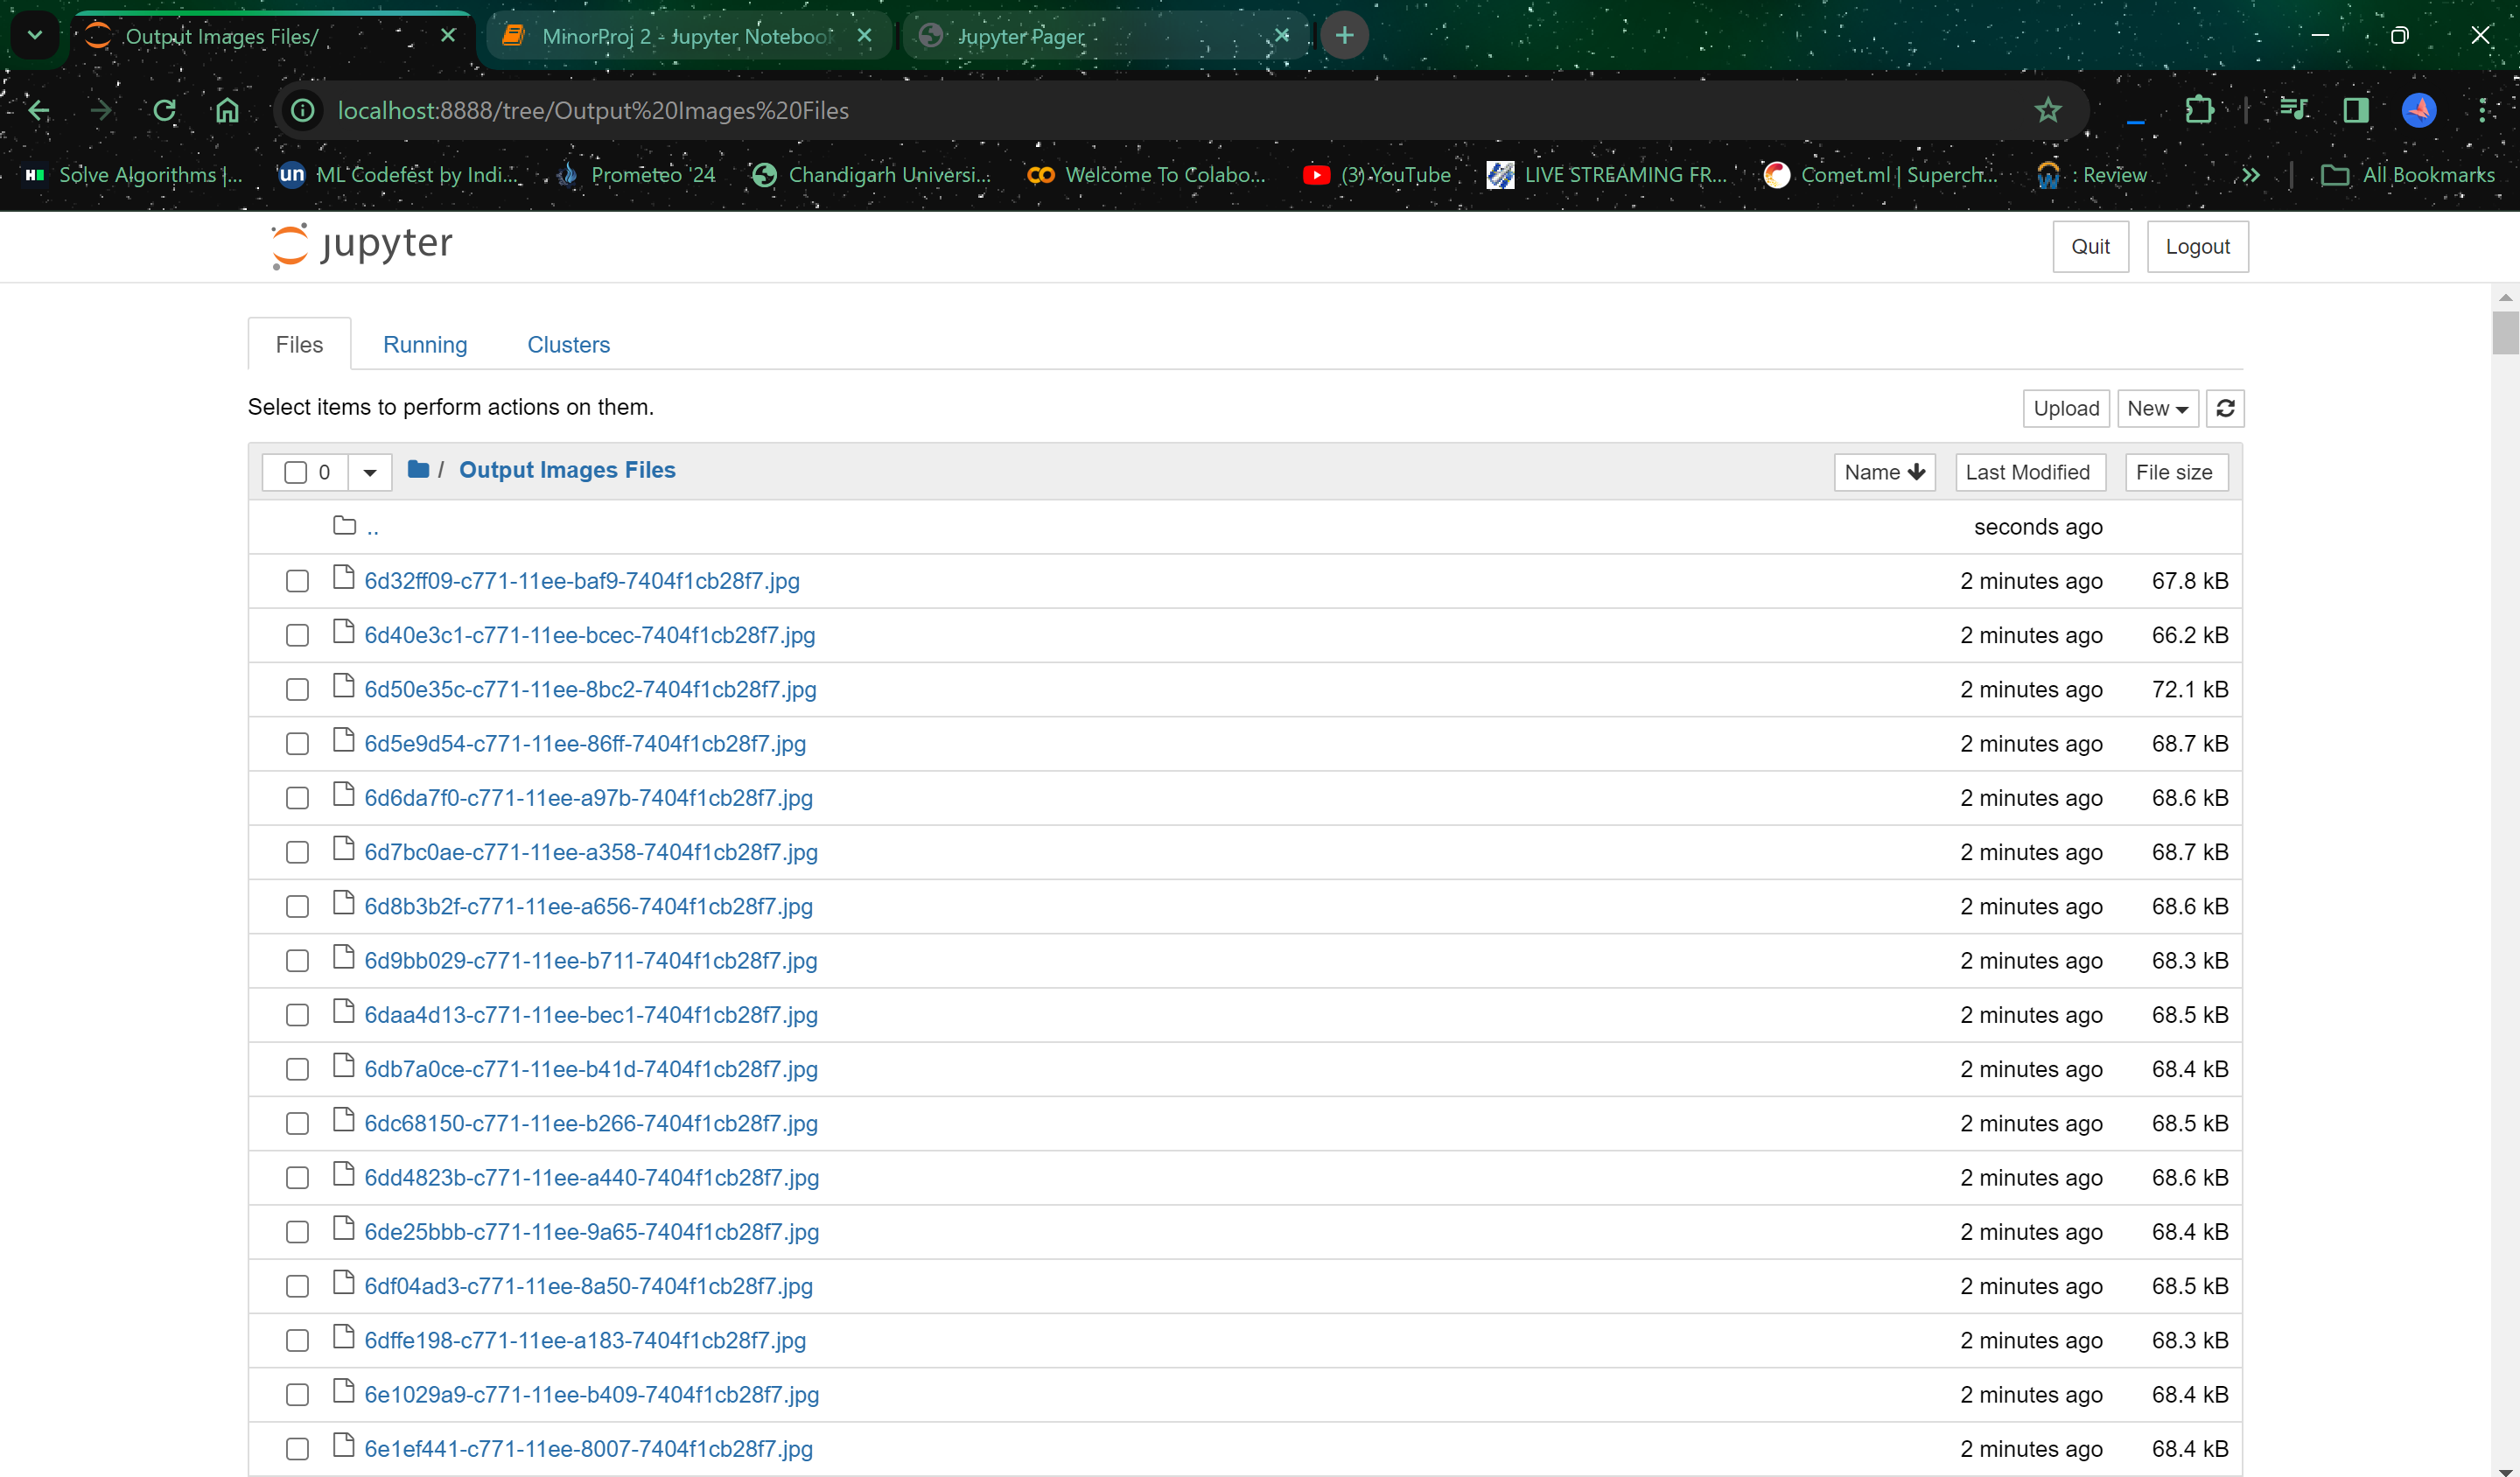 Output Images Files/
MinorProj 2 - Jupyter Noteboo
Jupyter Pager
localhost:8888/tree/Output%20Images%20Files
Solve Algorithms |...
ML Codefest by Indi...
Prometeo '24
Chandigarh Universi...
Welcome To Colabo...
(3) YouTube
LIVE STREAMING FR...
Comet.ml | Superch...
: Review
All Bookmarks
jupyter
Quit
Logout
Files
Running
Clusters
Select items to perform actions on them.
Upload
New
0
/ Output Images Files
Name
Last Modified
File size
.. seconds ago
6d32ff09-c771-11ee-baf9-7404f1cb28f7.jpg 2 minutes ago 67.8 kB
6d40e3c1-c771-11ee-bcec-7404f1cb28f7.jpg 2 minutes ago 66.2 kB
6d50e35c-c771-11ee-8bc2-7404f1cb28f7.jpg 2 minutes ago 72.1 kB
6d5e9d54-c771-11ee-86ff-7404f1cb28f7.jpg 2 minutes ago 68.7 kB
6d6da7f0-c771-11ee-a97b-7404f1cb28f7.jpg 2 minutes ago 68.6 kB
6d7bc0ae-c771-11ee-a358-7404f1cb28f7.jpg 2 minutes ago 68.7 kB
6d8b3b2f-c771-11ee-a656-7404f1cb28f7.jpg 2 minutes ago 68.6 kB
6d9bb029-c771-11ee-b711-7404f1cb28f7.jpg 2 minutes ago 68.3 kB
6daa4d13-c771-11ee-bec1-7404f1cb28f7.jpg 2 minutes ago 68.5 kB
6db7a0ce-c771-11ee-b41d-7404f1cb28f7.jpg 2 minutes ago 68.4 kB
6dc68150-c771-11ee-b266-7404f1cb28f7.jpg 2 minutes ago 68.5 kB
6dd4823b-c771-11ee-a440-7404f1cb28f7.jpg 2 minutes ago 68.6 kB
6de25bbb-c771-11ee-9a65-7404f1cb28f7.jpg 2 minutes ago 68.4 kB
6df04ad3-c771-11ee-8a50-7404f1cb28f7.jpg 2 minutes ago 68.5 kB
6dffe198-c771-11ee-a183-7404f1cb28f7.jpg 2 minutes ago 68.3 kB
6e1029a9-c771-11ee-b409-7404f1cb28f7.jpg 2 minutes ago 68.4 kB
6e1ef441-c771-11ee-8007-7404f1cb28f7.jpg 2 minutes ago 68.4 kB